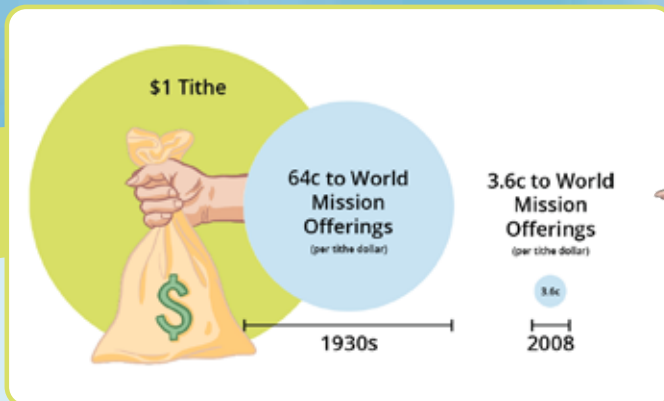 $1 Tithe
64c to World
Mission
Offerings
(per tithe dollar)
3.6c to World
Mission
Offerings
(per tithe dollar)
3.6c
$
1930s
2008